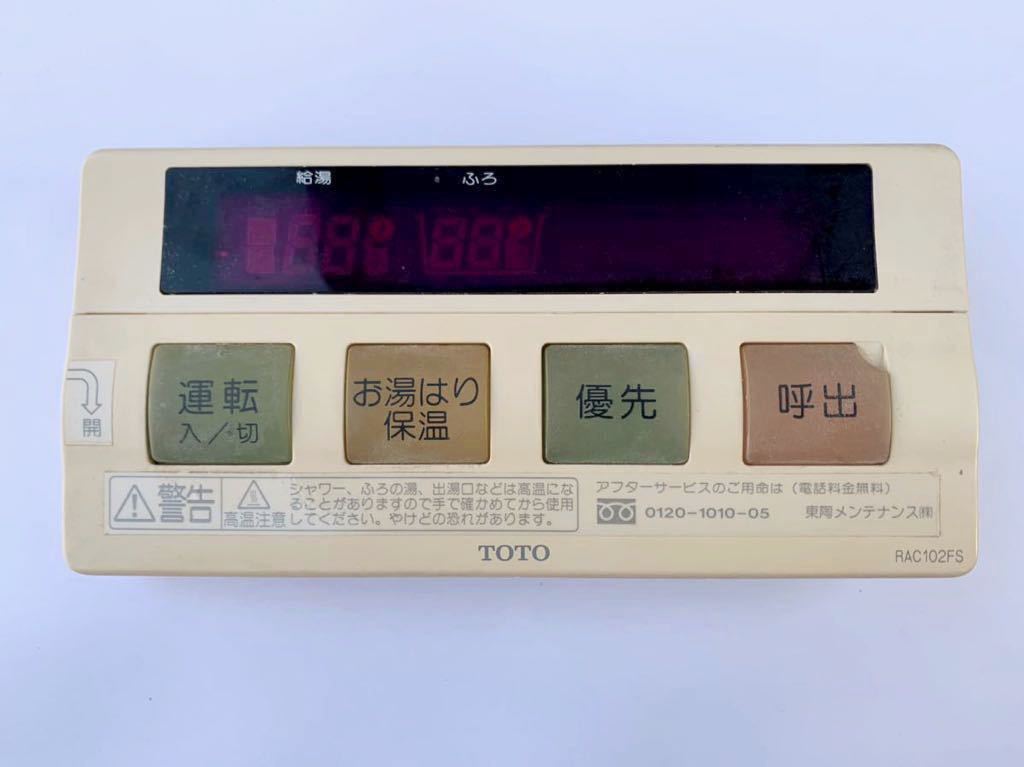 給湯 ふろ
運転
入/切
お湯はり
保温
優先
呼出
開
警告
高温注意
シャワー、ふろの湯、出湯口などは高温にな
ることがありますので手で確かめてから使用
してください。やけどの恐れがあります。
アフターサービスのご用命は(電話料金無料)
0120-1010-05 東陶メンテナンス㈱
TOTO
RAC102FS